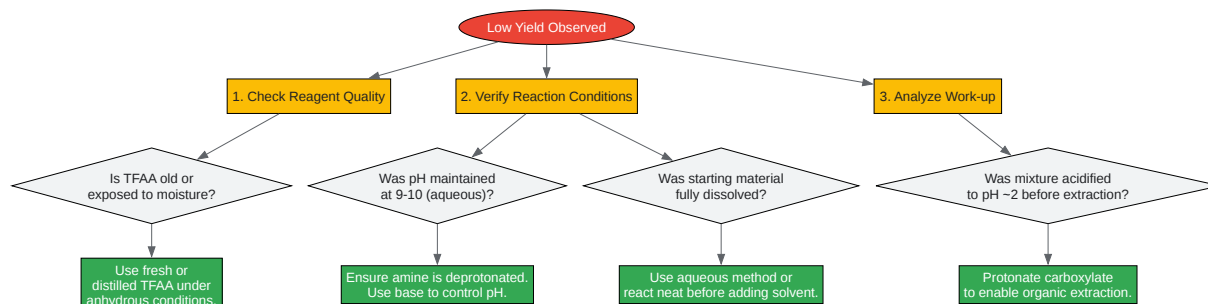 Low Yield Observed
1. Check Reagent Quality
2. Verify Reaction Conditions
3. Analyze Work-up
Is TFAA old or
exposed to moisture?
Was pH maintained
at 9-10 (aqueous)?
Was starting material
fully dissolved?
Was mixture acidified
to pH ~2 before extraction?
Use fresh or
distilled TFAA under
anhydrous conditions.
Ensure amine is deprotonated.
Use base to control pH.
Use aqueous method or
react neat before adding solvent.
Protonate carboxylate
to enable organic extraction.